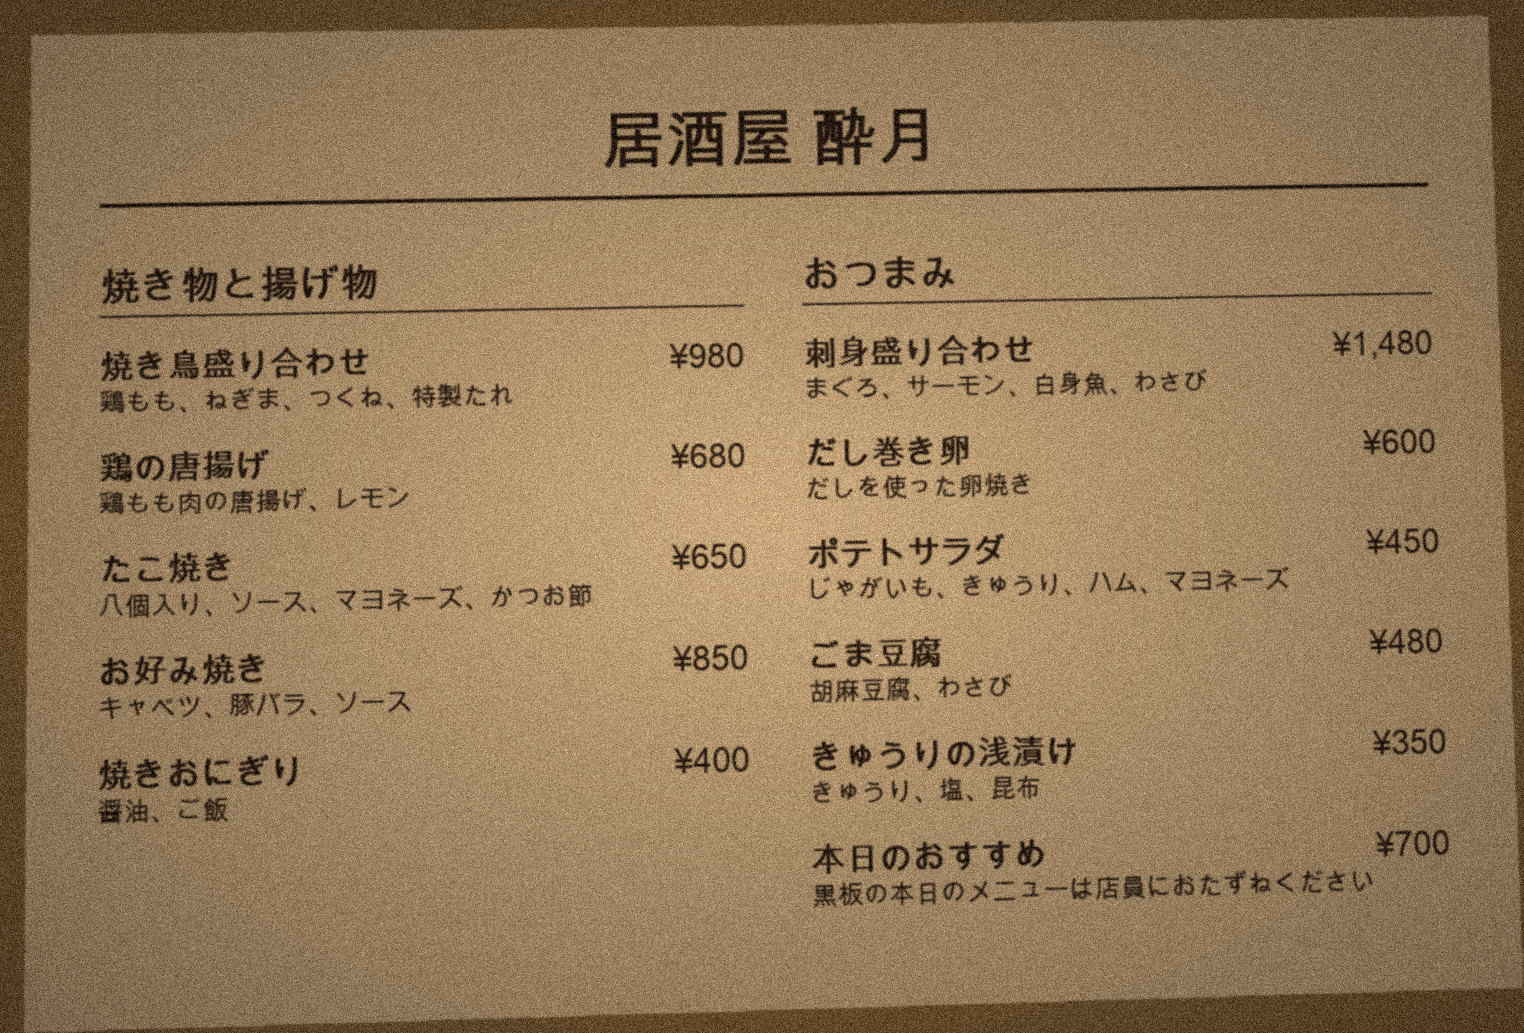 居酒屋 酔月
焼き物と揚げ物
焼き鳥盛り合わせ ¥980
鶏もも、ねぎま、つくね、特製たれ
鶏の唐揚げ ¥680
鶏もも肉の唐揚げ、レモン
たこ焼き ¥650
八個入り、ソース、マヨネーズ、かつお節
お好み焼き ¥850
キャベツ、豚バラ、ソース
焼きおにぎり ¥400
醤油、ご飯
おつまみ
刺身盛り合わせ ¥1,480
まぐろ、サーモン、白身魚、わさび
だし巻き卵 ¥600
だしを使った卵焼き
ポテトサラダ ¥450
じゃがいも、きゅうり、ハム、マヨネーズ
ごま豆腐 ¥480
胡麻豆腐、わさび
きゅうりの浅漬け ¥350
きゅうり、塩、昆布
本日のおすすめ ¥700
黒板の本日のメニューは店員におたずねください